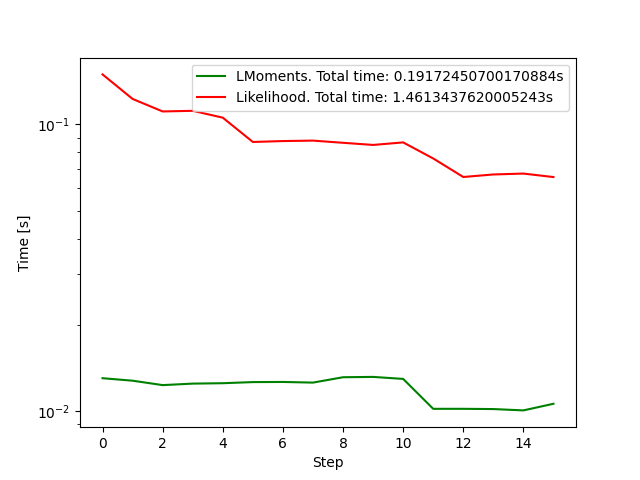 LMoments. Total time: 0.19172450700170884s
Likelihood. Total time: 1.4613437620005243s
10⁻¹
10⁻²
Time [s]
0 2 4 6 8 10 12 14
Step